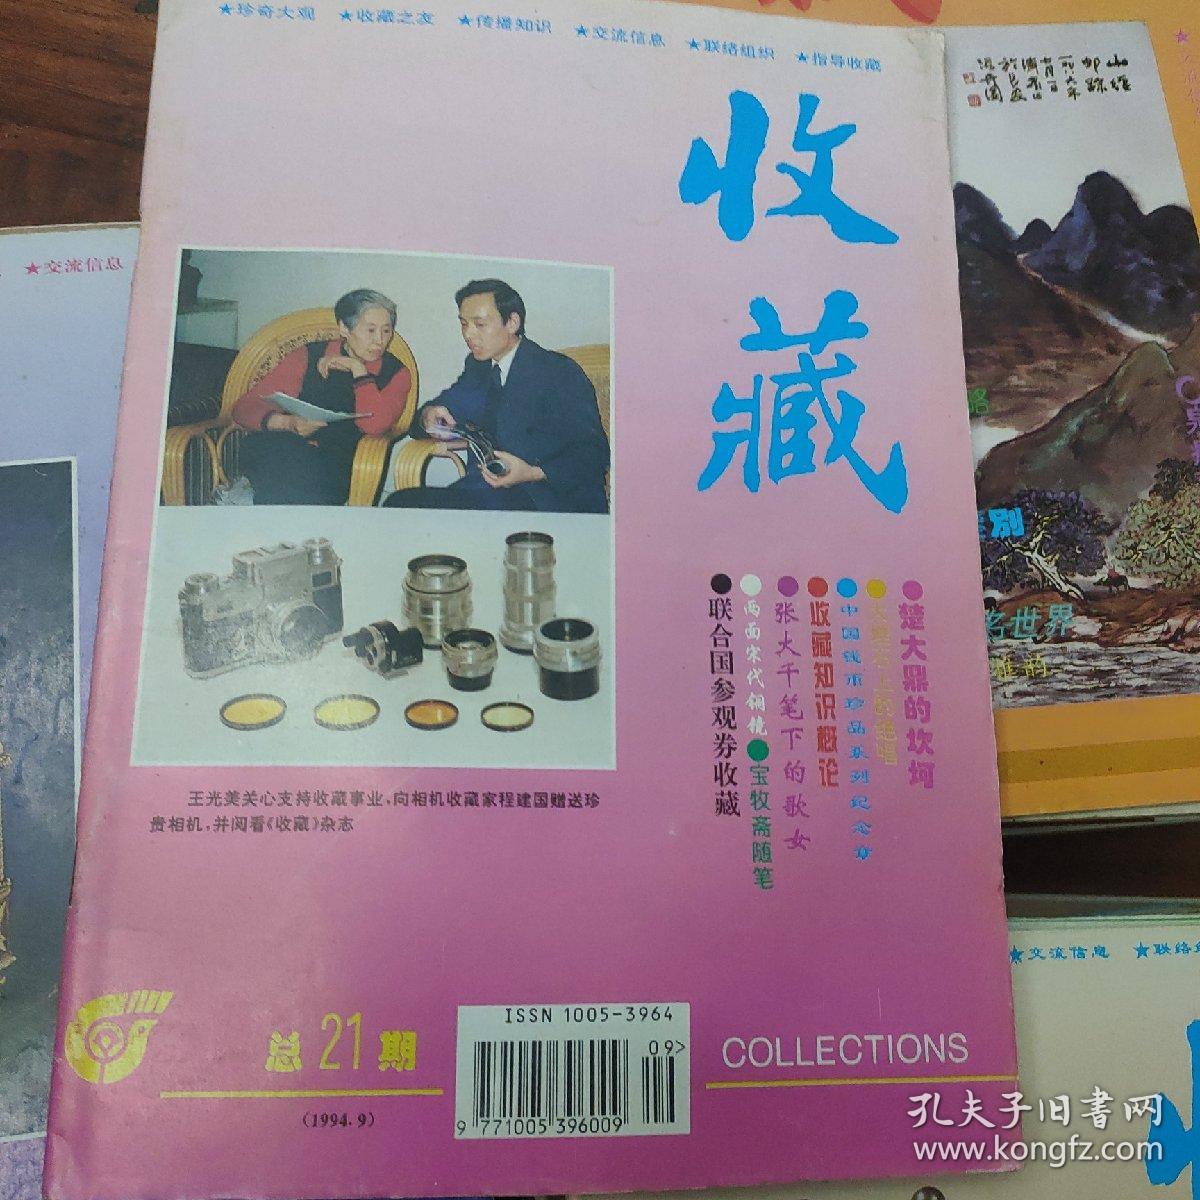 ★珍奇大观 ★收藏之友 ★传播知识 ★交流信息 ★联络组织 ★指导收藏
收藏
王光美关心支持收藏事业,向相机收藏家程建国赠送珍
贵相机,并阅看《收藏》杂志
●楚大鼎的坎坷
●中国钱币珍品系列纪念章
●收藏知识概论
●张大千笔下的歌女
●两面宋代铜镜●宝牧斋随笔
●联合国参观券收藏
总21期
(1994.9)
ISSN 1005-3964
09>
9 771005 396009
COLLECTIONS
★交流信息
别
名世界
雅韵
★交流信息 ★联络
孔夫子旧书网
www.kongfz.com